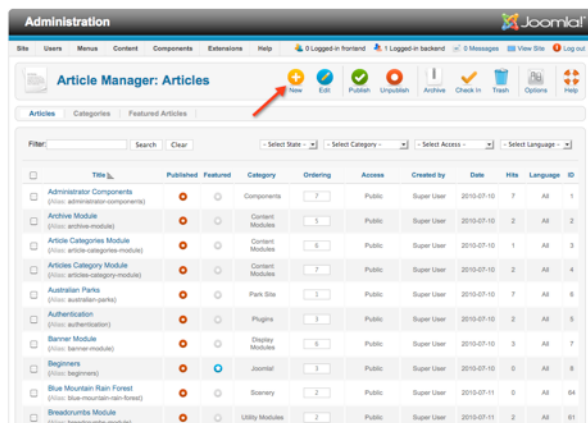 Administration Joomla!®
Site Users Menus Content Components Extensions Help 0 Logged-in frontend 1 Logged-in backend 0 Messages View Site Log out
Article Manager: Articles
New Edit Publish Unpublish Archive Check In Trash Options Help
Articles Categories Featured Articles
Filter: Search Clear - Select State - - Select Category - - Select Access - - Select Language -
Title Published Featured Category Ordering Access Created by Date Hits Language ID
Administrator Components Components 7 Public Super User 2010-07-10 7 All 1
(Alias: administrator-components)
Archive Module Content Modules 5 Public Super User 2010-07-10 2 All 2
(Alias: archive-module)
Article Categories Module Content Modules 6 Public Super User 2010-07-10 1 All 3
(Alias: article-categories-module)
Articles Category Module Content Modules 7 Public Super User 2010-07-10 2 All 4
(Alias: articles-category-module)
Australian Parks Park Site 1 Public Super User 2010-07-10 7 All 6
(Alias: australian-parks)
Authentication Plugins 3 Public Super User 2010-07-10 2 All 5
(Alias: authentication)
Banner Module Display Modules 6 Public Super User 2010-07-10 3 All 7
(Alias: banner-module)
Beginners Joomla! 3 Public Super User 2010-07-10 0 All 8
(Alias: beginners)
Blue Mountain Rain Forest Scenery 2 Public Super User 2010-07-11 0 All 64
(Alias: blue-mountain-rain-forest)
Breadcrumbs Module Utility Modules 2 Public Super User 2010-07-11 2 All 61
(Alias: breadcrumbs-module)